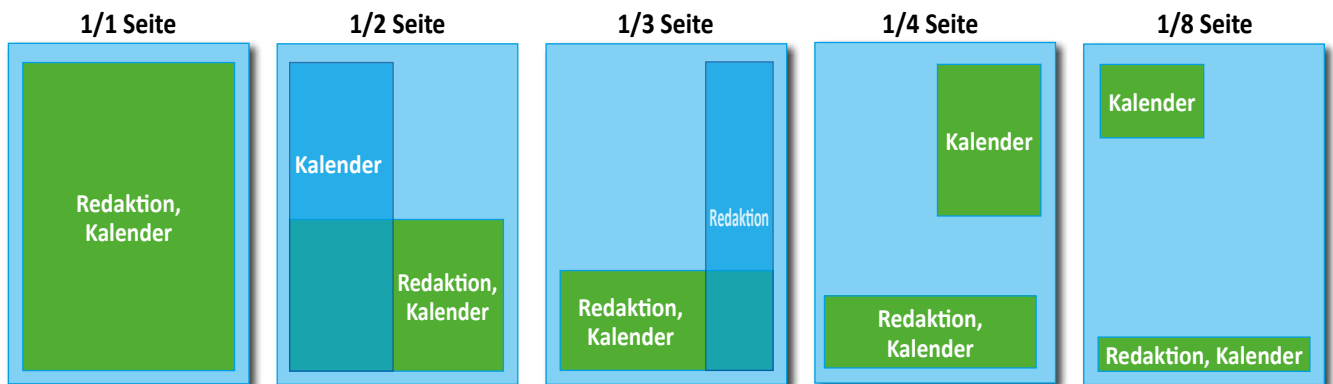 1/1 Seite
Redaktion,
Kalender
1/2 Seite
Kalender
Redaktion,
Kalender
1/3 Seite
Redaktion
Redaktion,
Kalender
1/4 Seite
Kalender
Redaktion,
Kalender
1/8 Seite
Kalender
Redaktion, Kalender